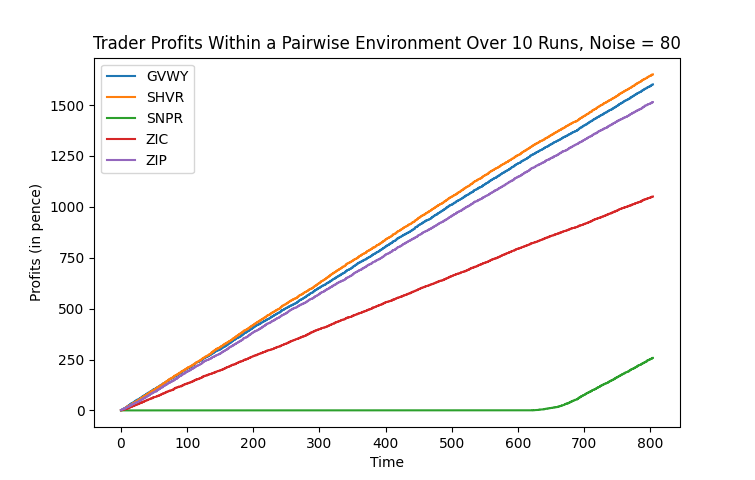 Trader Profits Within a Pairwise Environment Over 10 Runs, Noise = 80
GVWY
SHVR
SNPR
ZIC
ZIP
Profits (in pence)
1500
1250
1000
750
500
250
0
0 100 200 300 400 500 600 700 800
Time